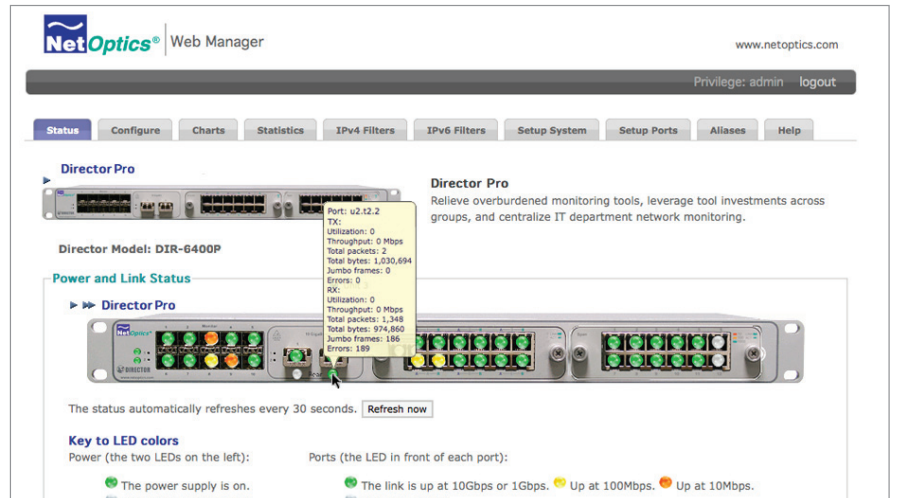 NetOptics® Web Manager
www.netoptics.com
Privilege: admin logout
Status Configure Charts Statistics IPv4 Filters IPv6 Filters Setup System Setup Ports Aliases Help
Director Pro
Director Pro
Relieve overburdened monitoring tools, leverage tool investments across
groups, and centralize IT department network monitoring.
Director Model: DIR-6400P
Port: u2.t2.2
TX:
Utilization: 0
Throughput: 0 Mbps
Total packets: 2
Total bytes: 1,030,694
Jumbo frames: 0
Errors: 0
RX:
Utilization: 0
Throughput: 0 Mbps
Total packets: 1,348
Total bytes: 974,860
Jumbo frames: 186
Errors: 189
Power and Link Status
Director Pro
NetOptics
DIRECTOR
The status automatically refreshes every 30 seconds. Refresh now
Key to LED colors
Power (the two LEDs on the left): Ports (the LED in front of each port):
The power supply is on. The link is up at 10Gbps or 1Gbps. Up at 100Mbps. Up at 10Mbps.